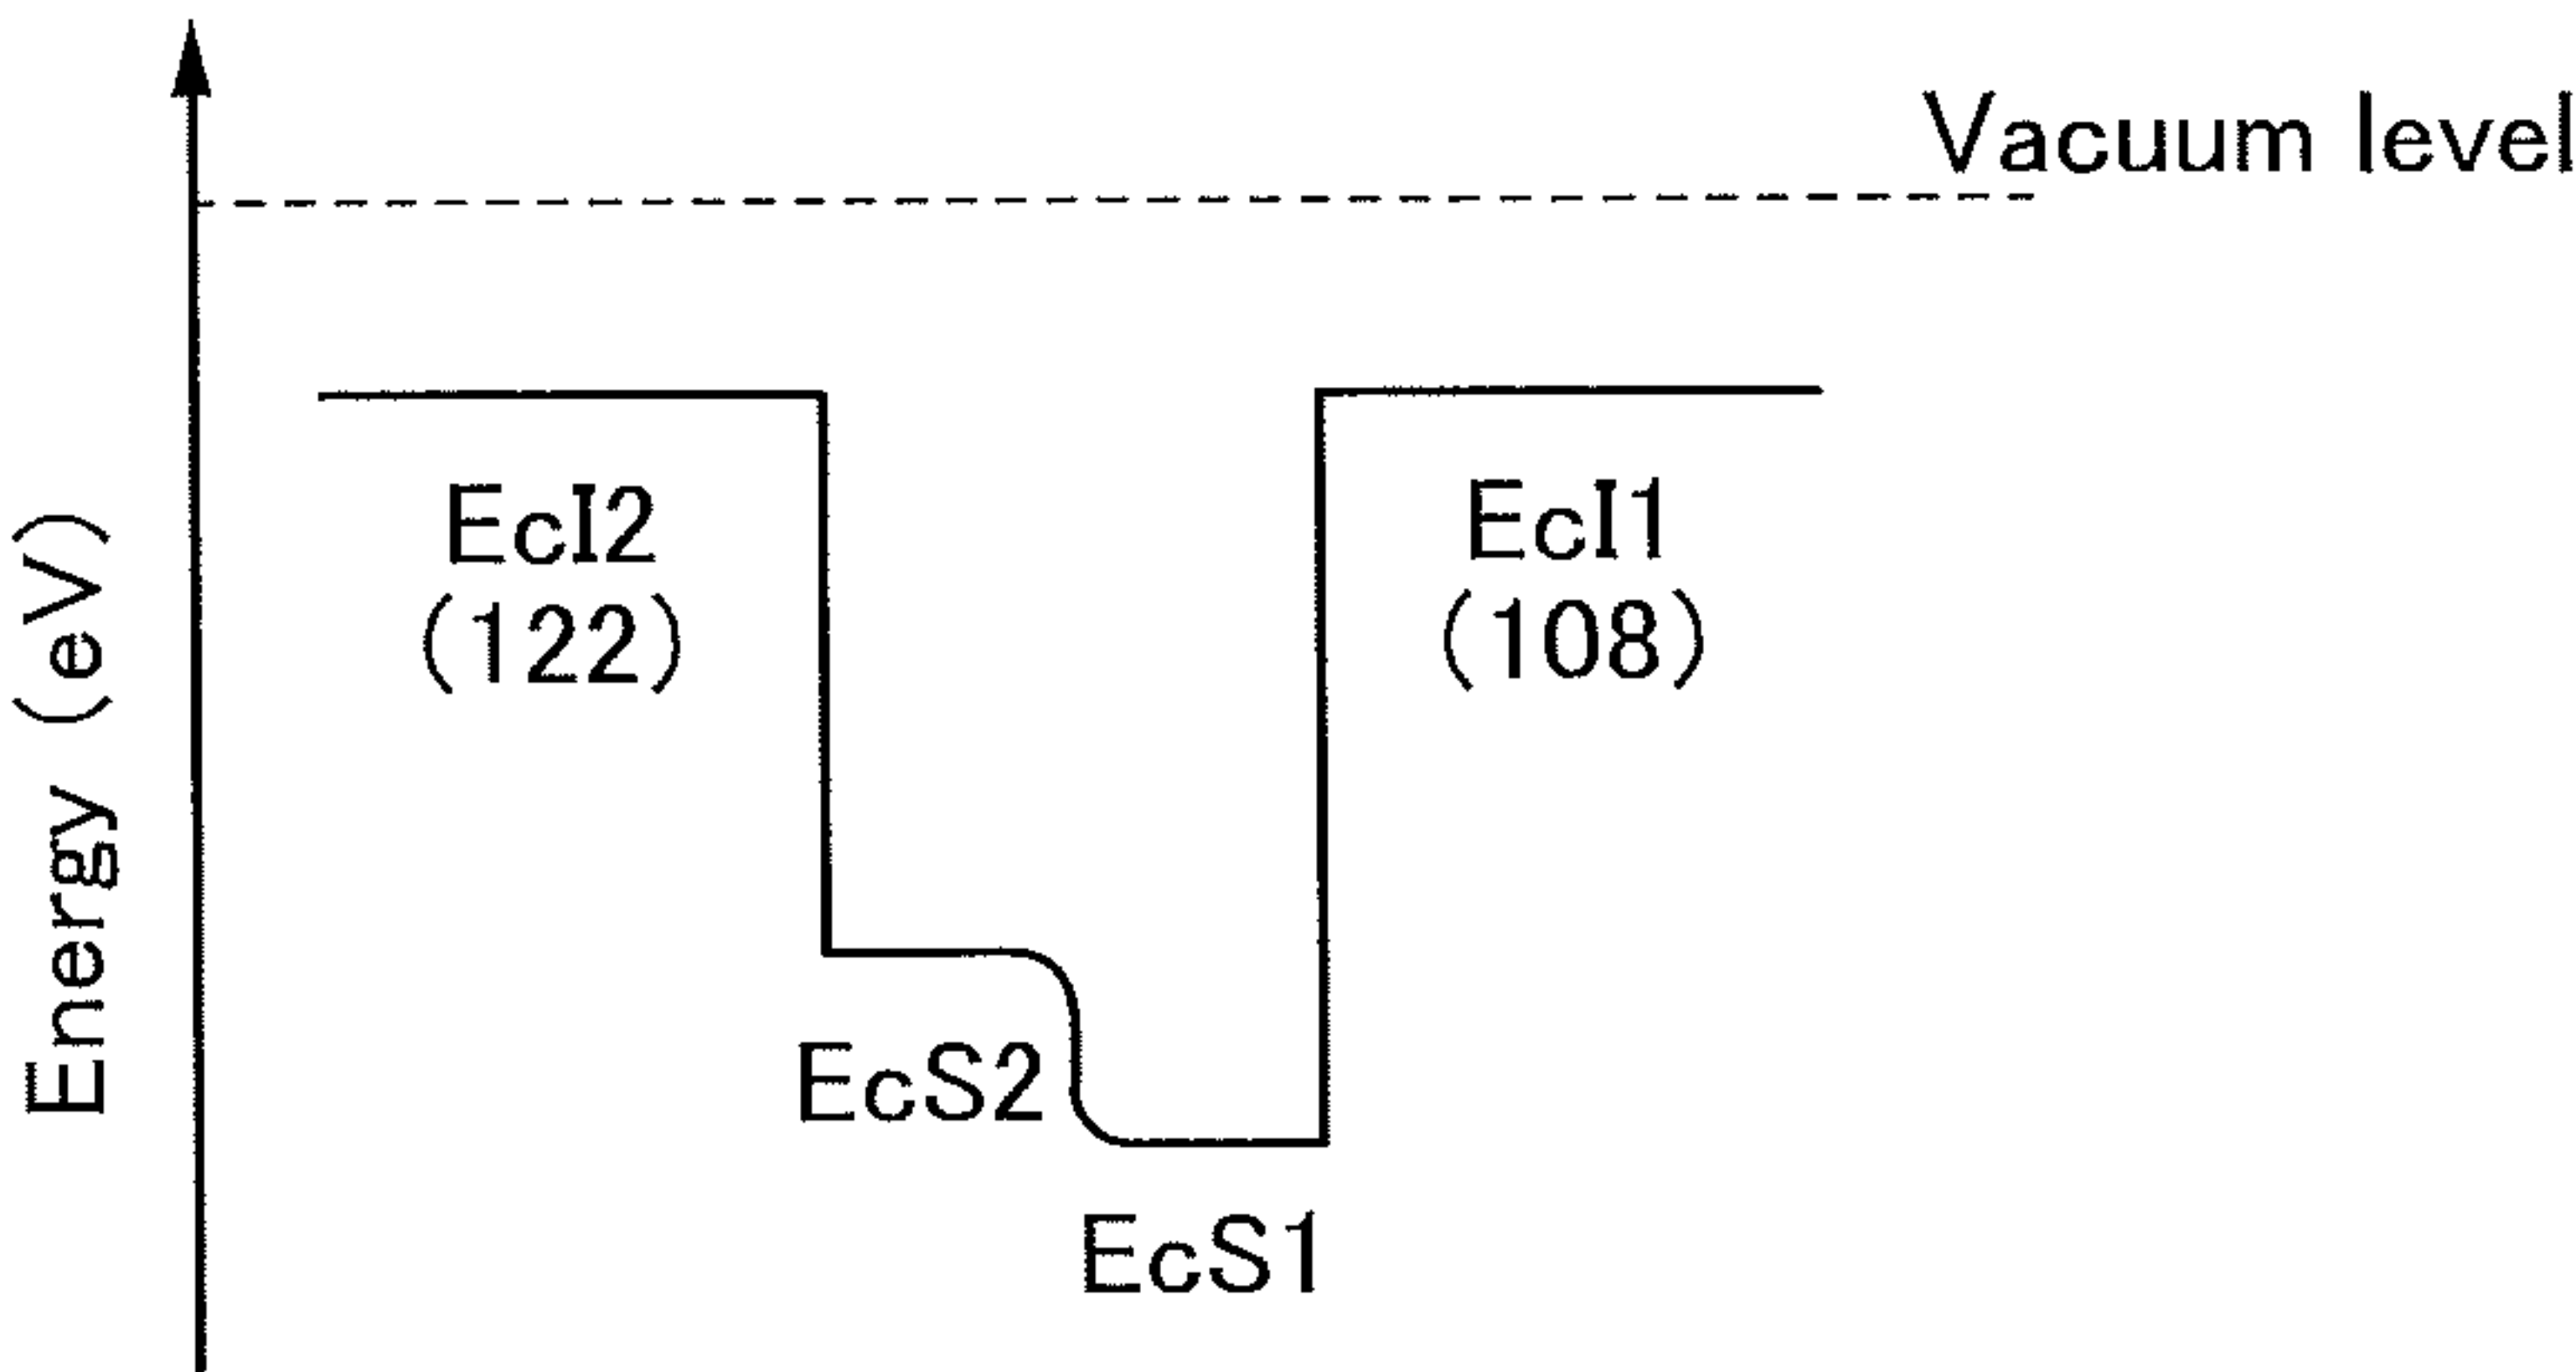 Vacuum level
Energy (eV)
EcI2
(122)
EcI1
(108)
EcS2
EcS1